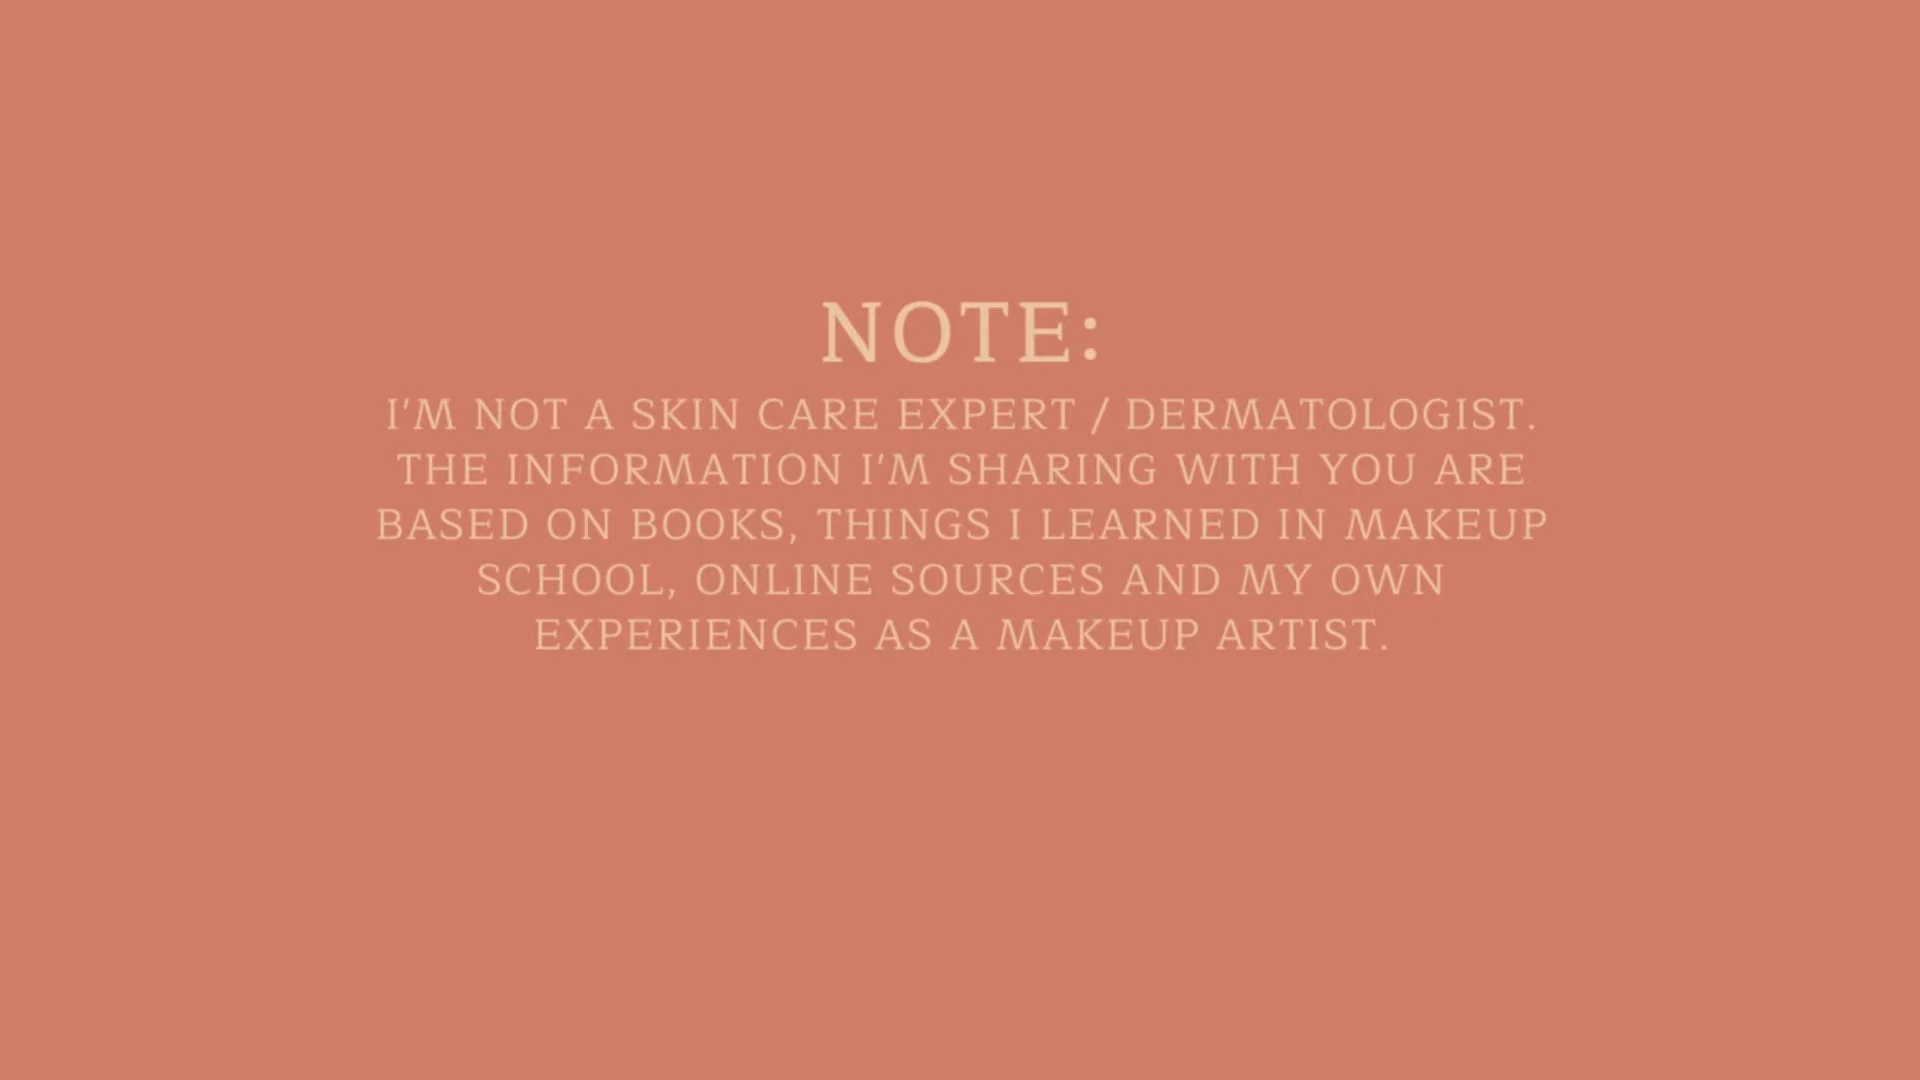 NOTE:
I'M NOT A SKIN CARE EXPERT / DERMATOLOGIST.
THE INFORMATION I'M SHARING WITH YOU ARE
BASED ON BOOKS, THINGS I LEARNED IN MAKEUP
SCHOOL, ONLINE SOURCES AND MY OWN
EXPERIENCES AS A MAKEUP ARTIST.